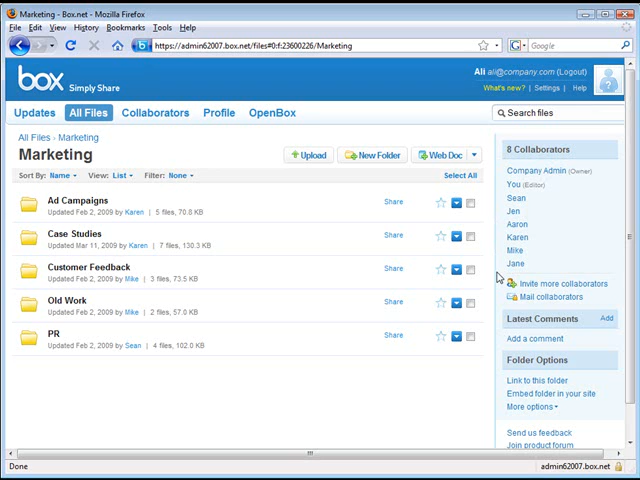 Marketing - Box.net - Mozilla Firefox
File Edit View History Bookmarks Tools Help
https://admin62007.box.net/files#0:f:23600226/Marketing
Google
box Simply Share
Ali ali@company.com (Logout)
What's new? | Settings | Help
Updates All Files Collaborators Profile OpenBox
Search files
All Files › Marketing
Marketing
Upload New Folder Web Doc
Sort By: Name View: List Filter: None Select All
Ad Campaigns
Updated Feb 2, 2009 by Karen | 5 files, 70.8 KB
Share
Case Studies
Updated Mar 11, 2009 by Karen | 7 files, 130.3 KB
Share
Customer Feedback
Updated Feb 2, 2009 by Mike | 3 files, 73.5 KB
Share
Old Work
Updated Feb 2, 2009 by Mike | 2 files, 57.0 KB
Share
PR
Updated Feb 2, 2009 by Sean | 4 files, 102.0 KB
Share
8 Collaborators
Company Admin (Owner)
You (Editor)
Sean
Jen
Aaron
Karen
Mike
Jane
Invite more collaborators
Mail collaborators
Latest Comments Add
Add a comment
Folder Options
Link to this folder
Embed folder in your site
More options
Send us feedback
Join product forum
Done
admin62007.box.net